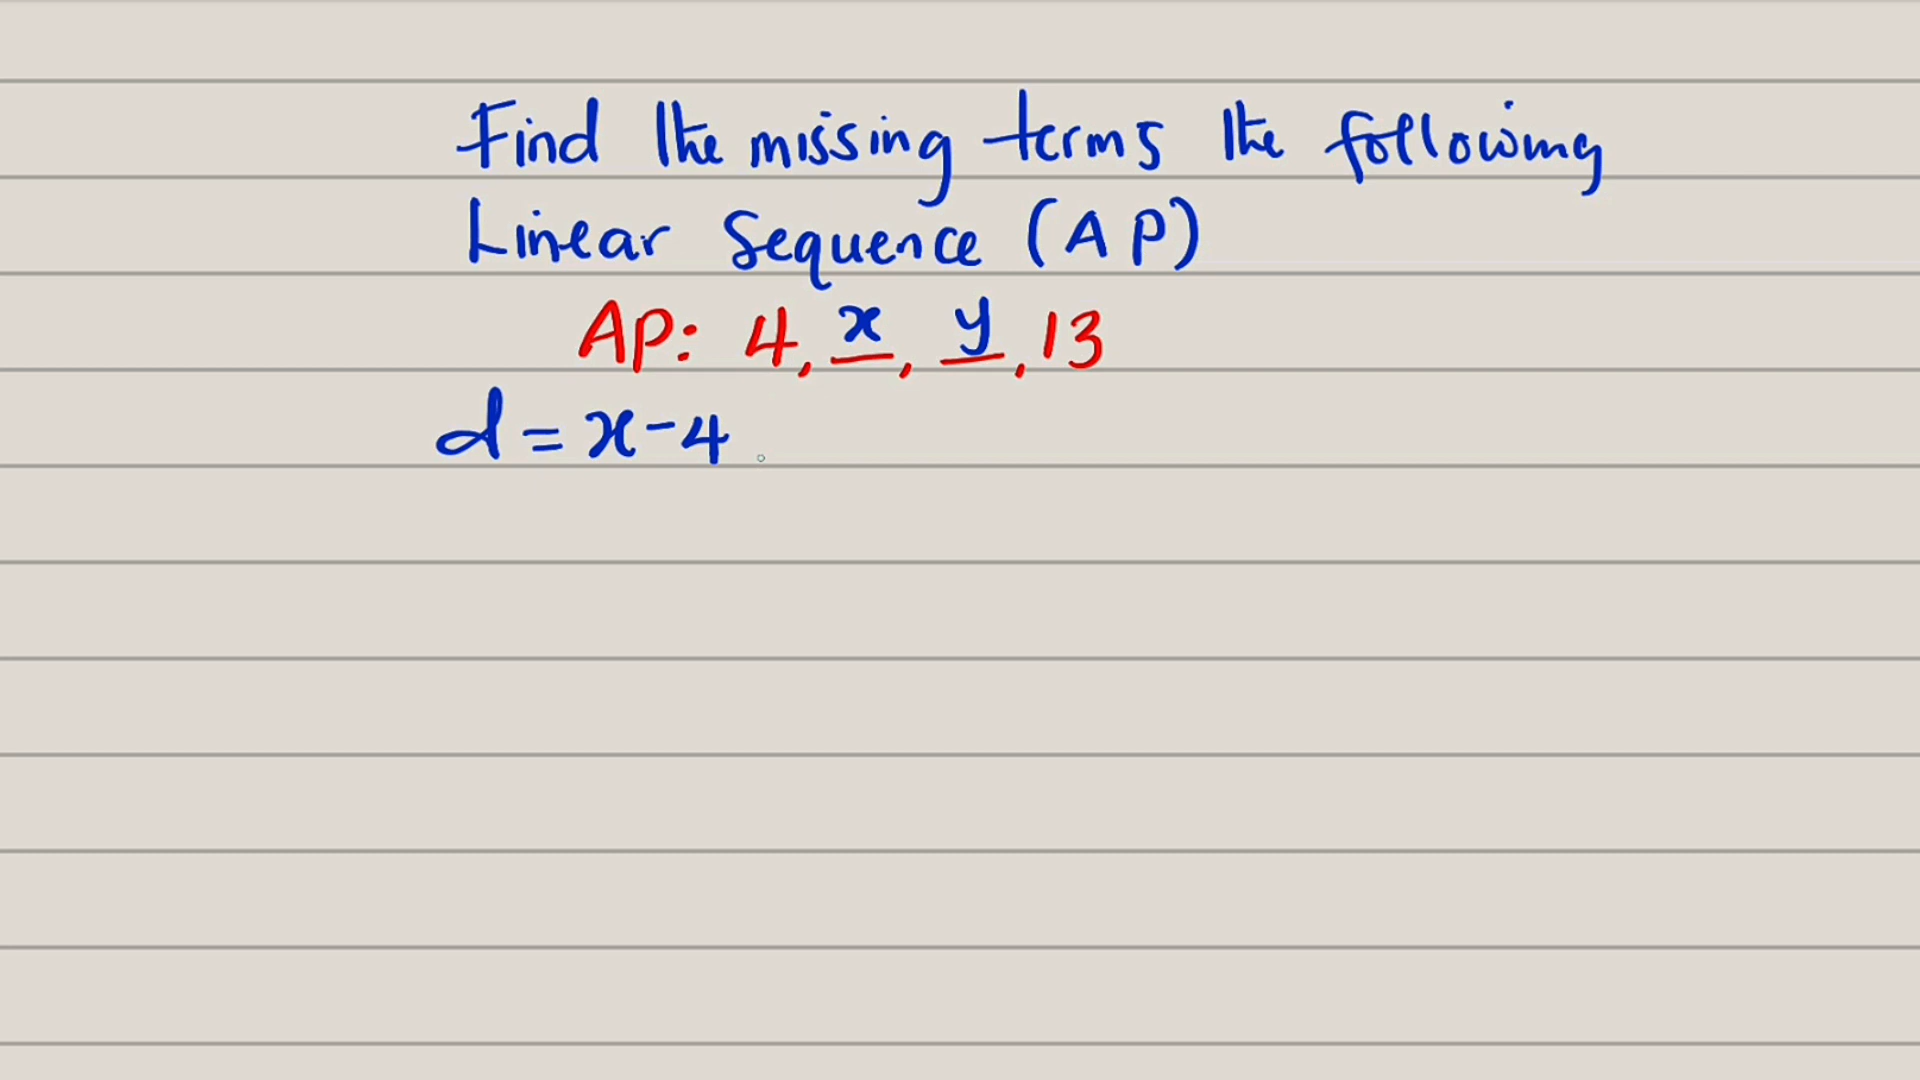 Find the missing terms the following
Linear Sequence (AP)
AP: 4, x, y, 13
d = x - 4